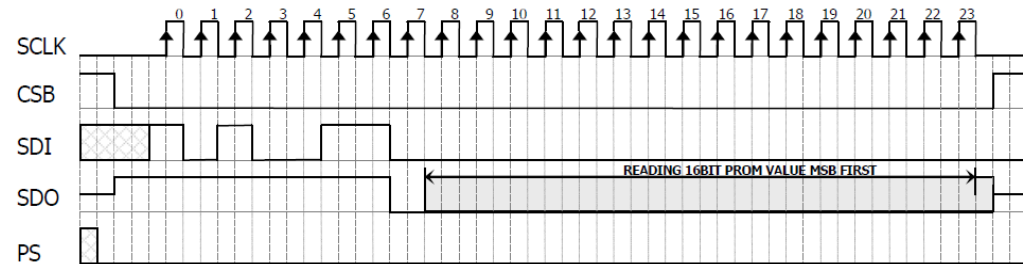 0 1 2 3 4 5 6 7 8 9 10 11 12 13 14 15 16 17 18 19 20 21 22 23
SCLK
CSB
SDI
READING 16BIT PROM VALUE MSB FIRST
SDO
PS